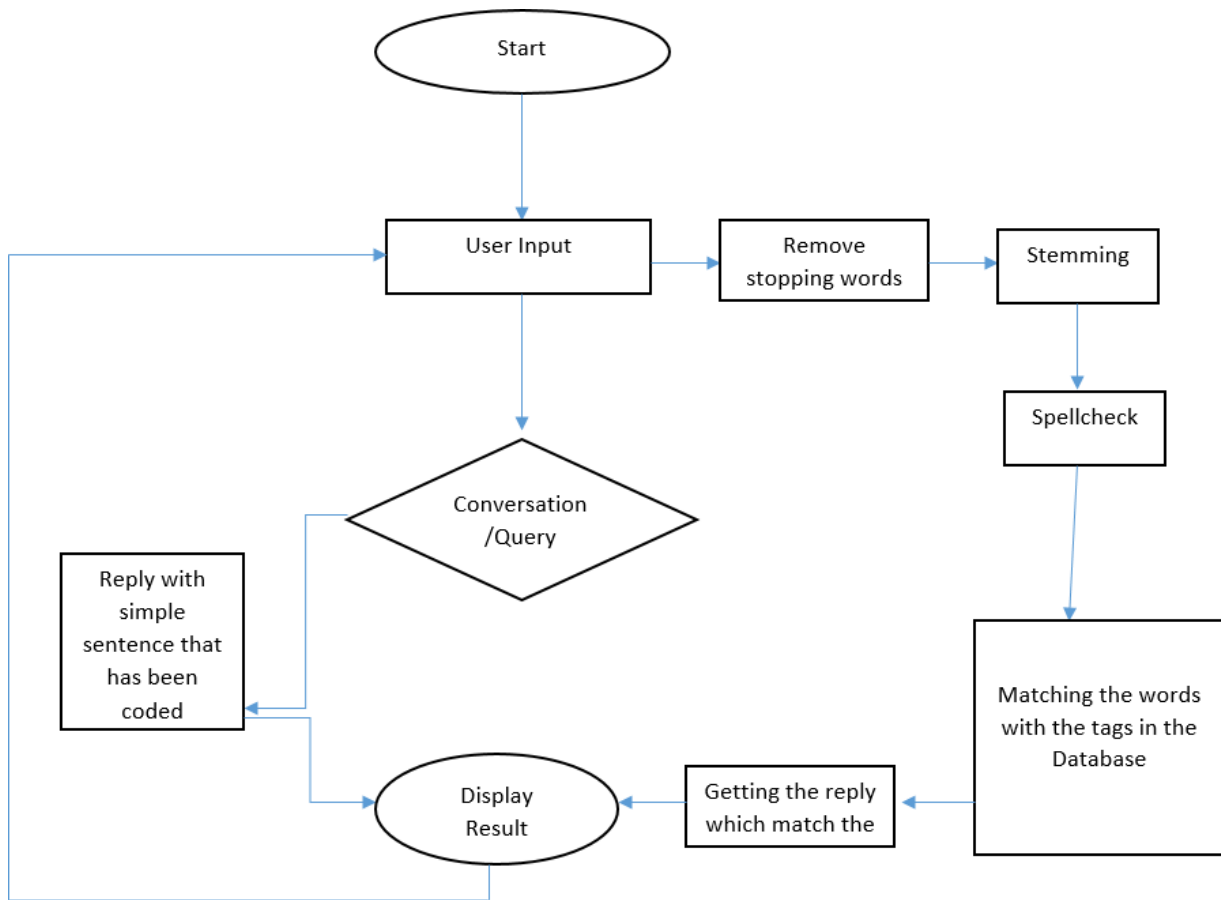 Start
User Input
Remove
stopping words
Stemming
Spellcheck
Conversation
/Query
Reply with
simple
sentence that
has been
coded
Matching the words
with the tags in the
Database
Display
Result
Getting the reply
which match the